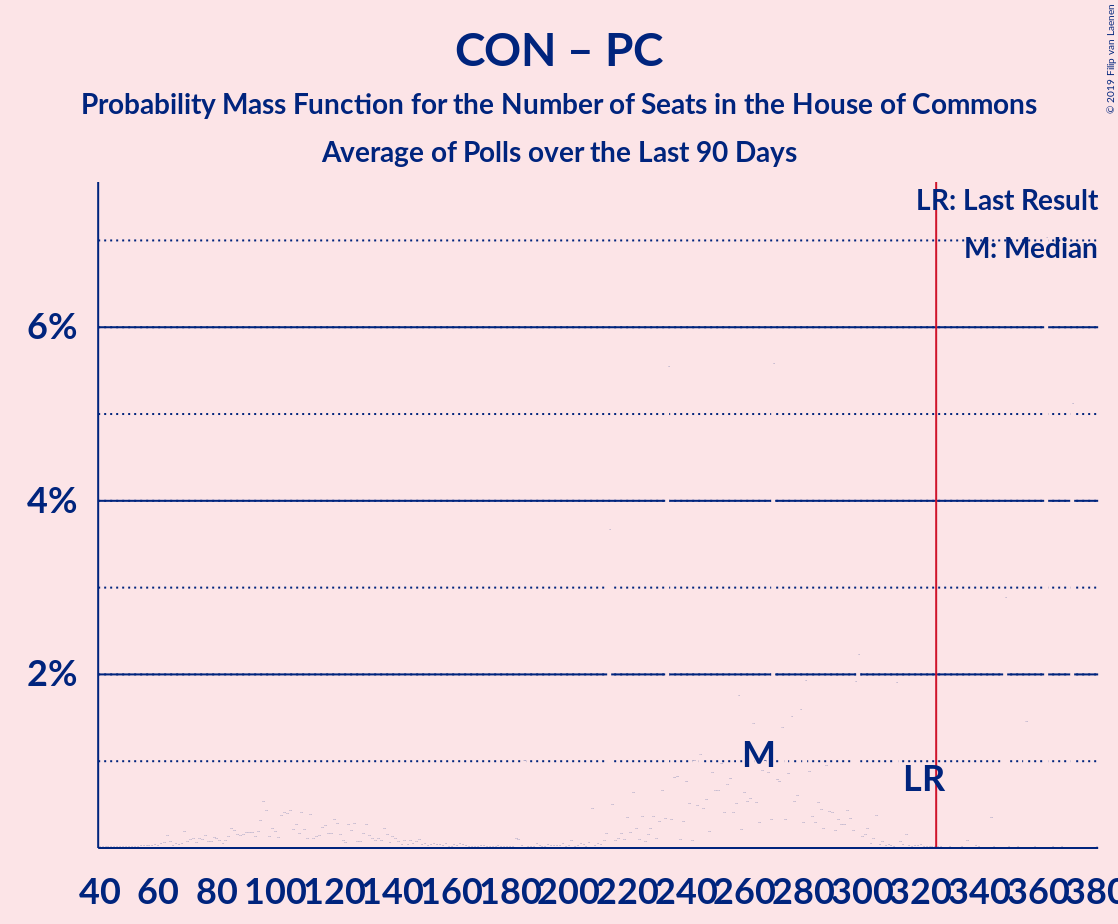 CON – PC
Probability Mass Function for the Number of Seats in the House of Commons
Average of Polls over the Last 90 Days
© 2019 Filip van Laenen
LR: Last Result
M: Median
6%
4%
2%
M
LR
40 60 80 100 120 140 160 180 200 220 240 260 280 300 320 340 360 380